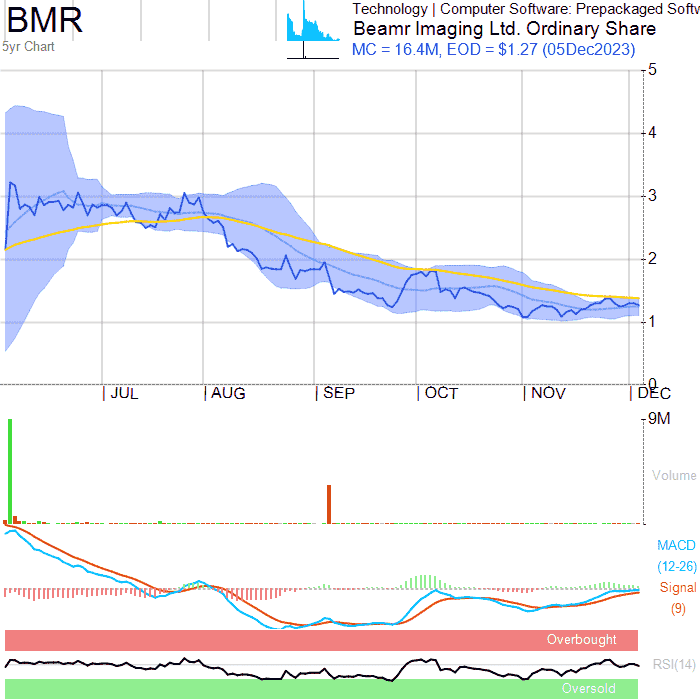 BMR
5yr Chart
Technology | Computer Software: Prepackaged Softw
Beamr Imaging Ltd. Ordinary Share
MC = 16.4M, EOD = $1.27 (05Dec2023)
5
4
3
2
1
0
JUL AUG SEP OCT NOV DEC
9M
Volume
MACD
(12-26)
Signal
(9)
Overbought
RSI(14)
Oversold